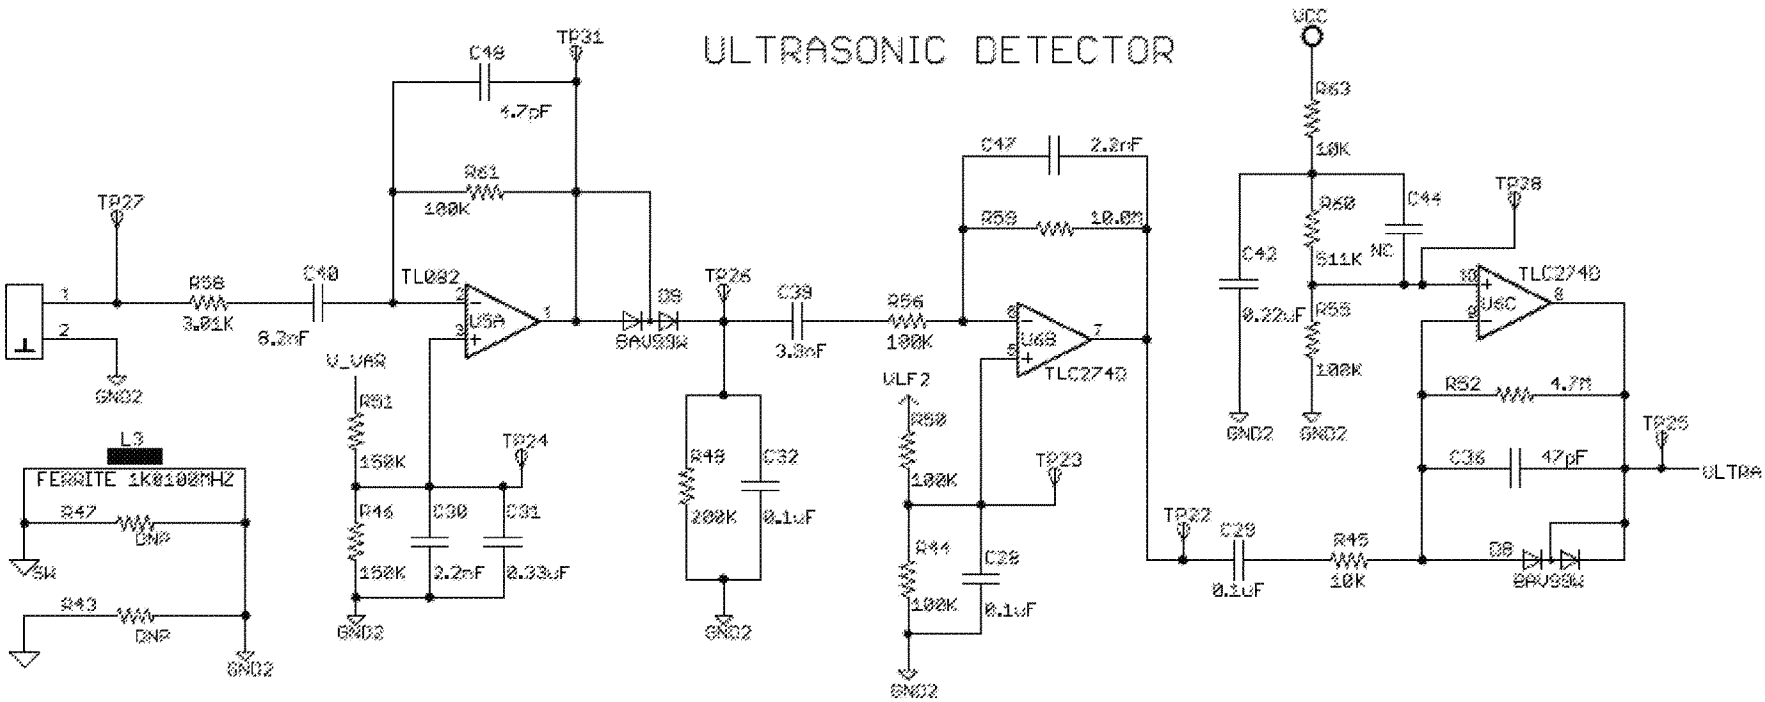 ULTRASONIC DETECTOR
TP27
1
2
GND2
R58
3.01K
C40
8.2nF
C48
4.7pF
TP31
R61
100K
TL082
2
3
1
U5A
V_VAR
R51
150K
R46
150K
TP24
C30
2.2nF
C31
0.33uF
GND2
L3
FERRITE 1K@100MHZ
R47
DNP
SW
R43
DNP
GND2
D9
BAV99W
TP26
C39
3.3nF
R56
100K
R48
200K
C32
0.1uF
GND2
C47
2.2nF
R59
10.0M
6
5
7
U6B
TLC274D
VLF2
R50
100K
TP23
R44
100K
C28
0.1uF
GND2
VCC
R63
10K
R60
511K
C44
NC
TP28
C42
0.22uF
R55
100K
GND2
GND2
10
9
8
U6C
TLC274D
R52
4.7M
C36
47pF
TP25
ULTRA
TP22
C29
0.1uF
R45
10K
D8
BAV99W